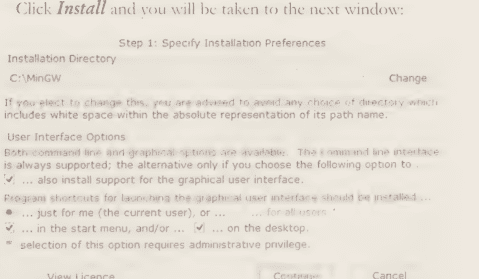 Click Install and you will be taken to the next window:
Step 1: Specify Installation Preferences
Installation Directory
C:\MinGW Change
If you elect to change this, you are advised to avoid any choice of directory which
includes white space within the absolute representation of its path name.
User Interface Options
Both command line and graphical options are available. The command line interface
is always supported; the alternative only if you choose the following option to
... also install support for the graphical user interface.
Program shortcuts for launching the graphical user interface should be installed ...
... just for me (the current user), or ... ... for all users *
... in the start menu, and/or ... ... on the desktop.
* selection of this option requires administrative privilege.
View Licence Continue Cancel